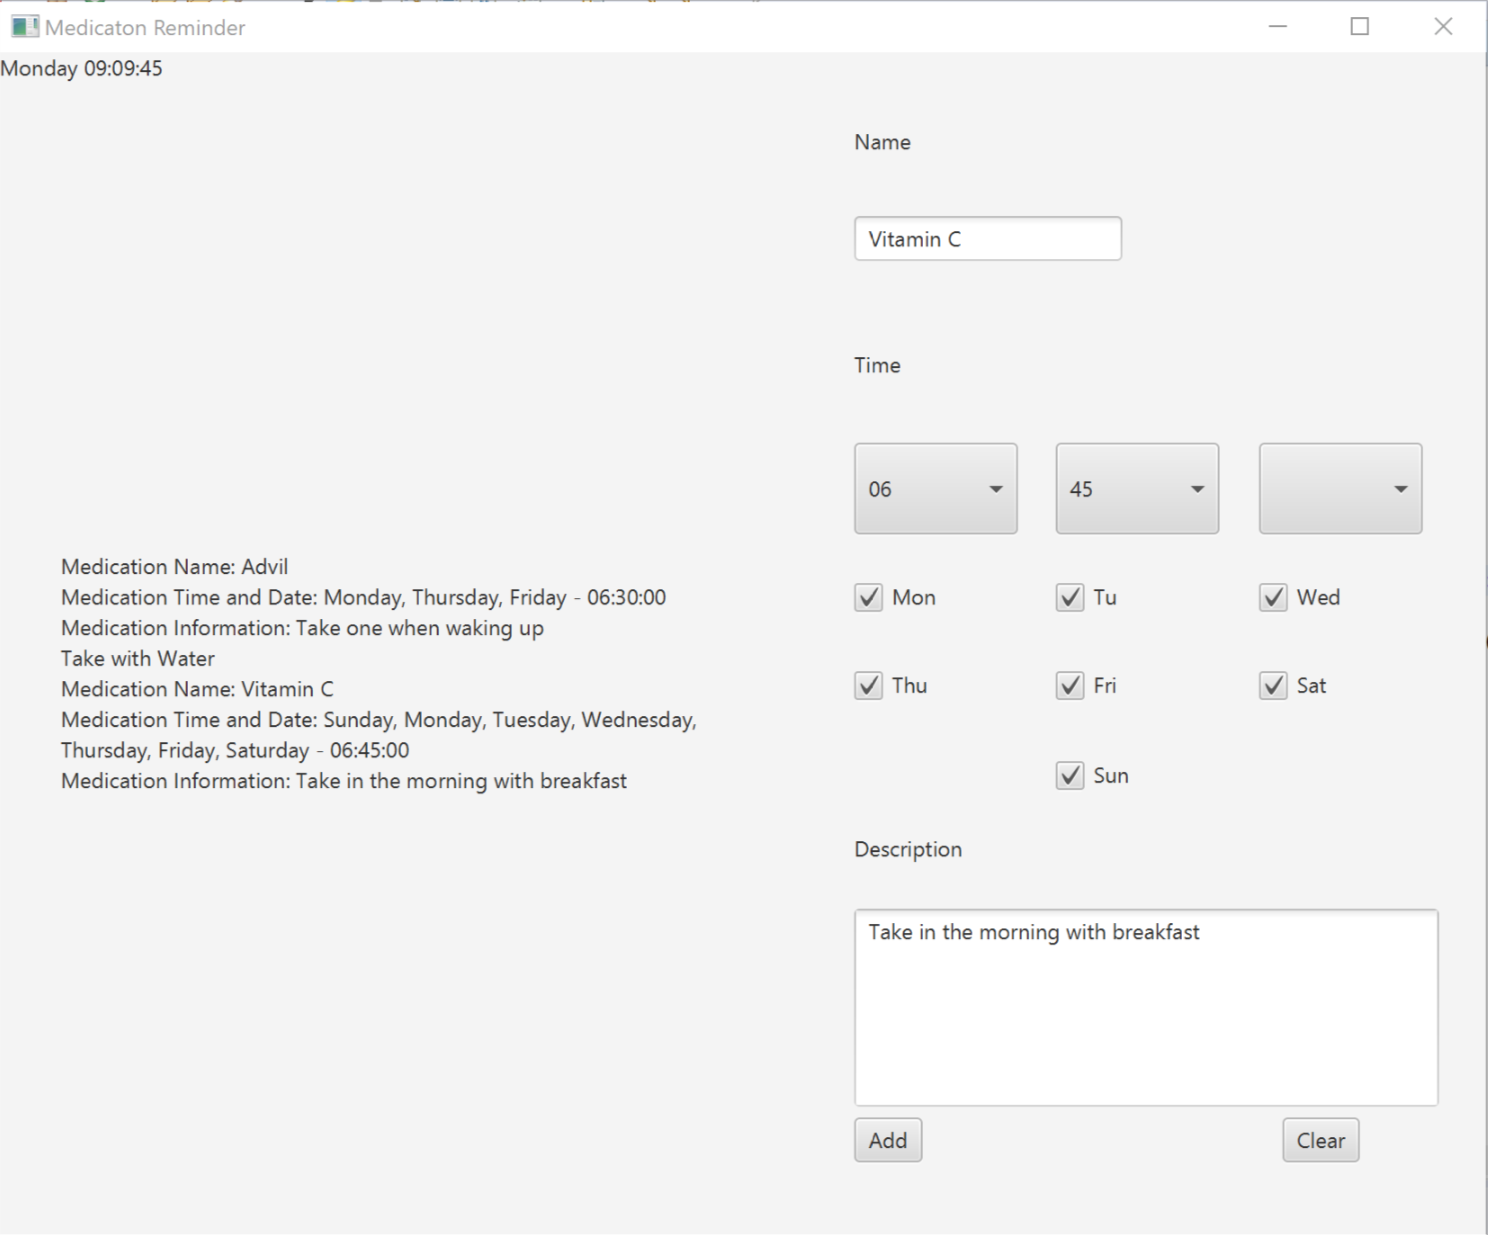 Medicaton Reminder
Monday 09:09:45
Name
Vitamin C
Time
06 45
Mon Tu Wed
Thu Fri Sat
Sun
Description
Take in the morning with breakfast
Add Clear
Medication Name: Advil
Medication Time and Date: Monday, Thursday, Friday - 06:30:00
Medication Information: Take one when waking up
Take with Water
Medication Name: Vitamin C
Medication Time and Date: Sunday, Monday, Tuesday, Wednesday,
Thursday, Friday, Saturday - 06:45:00
Medication Information: Take in the morning with breakfast